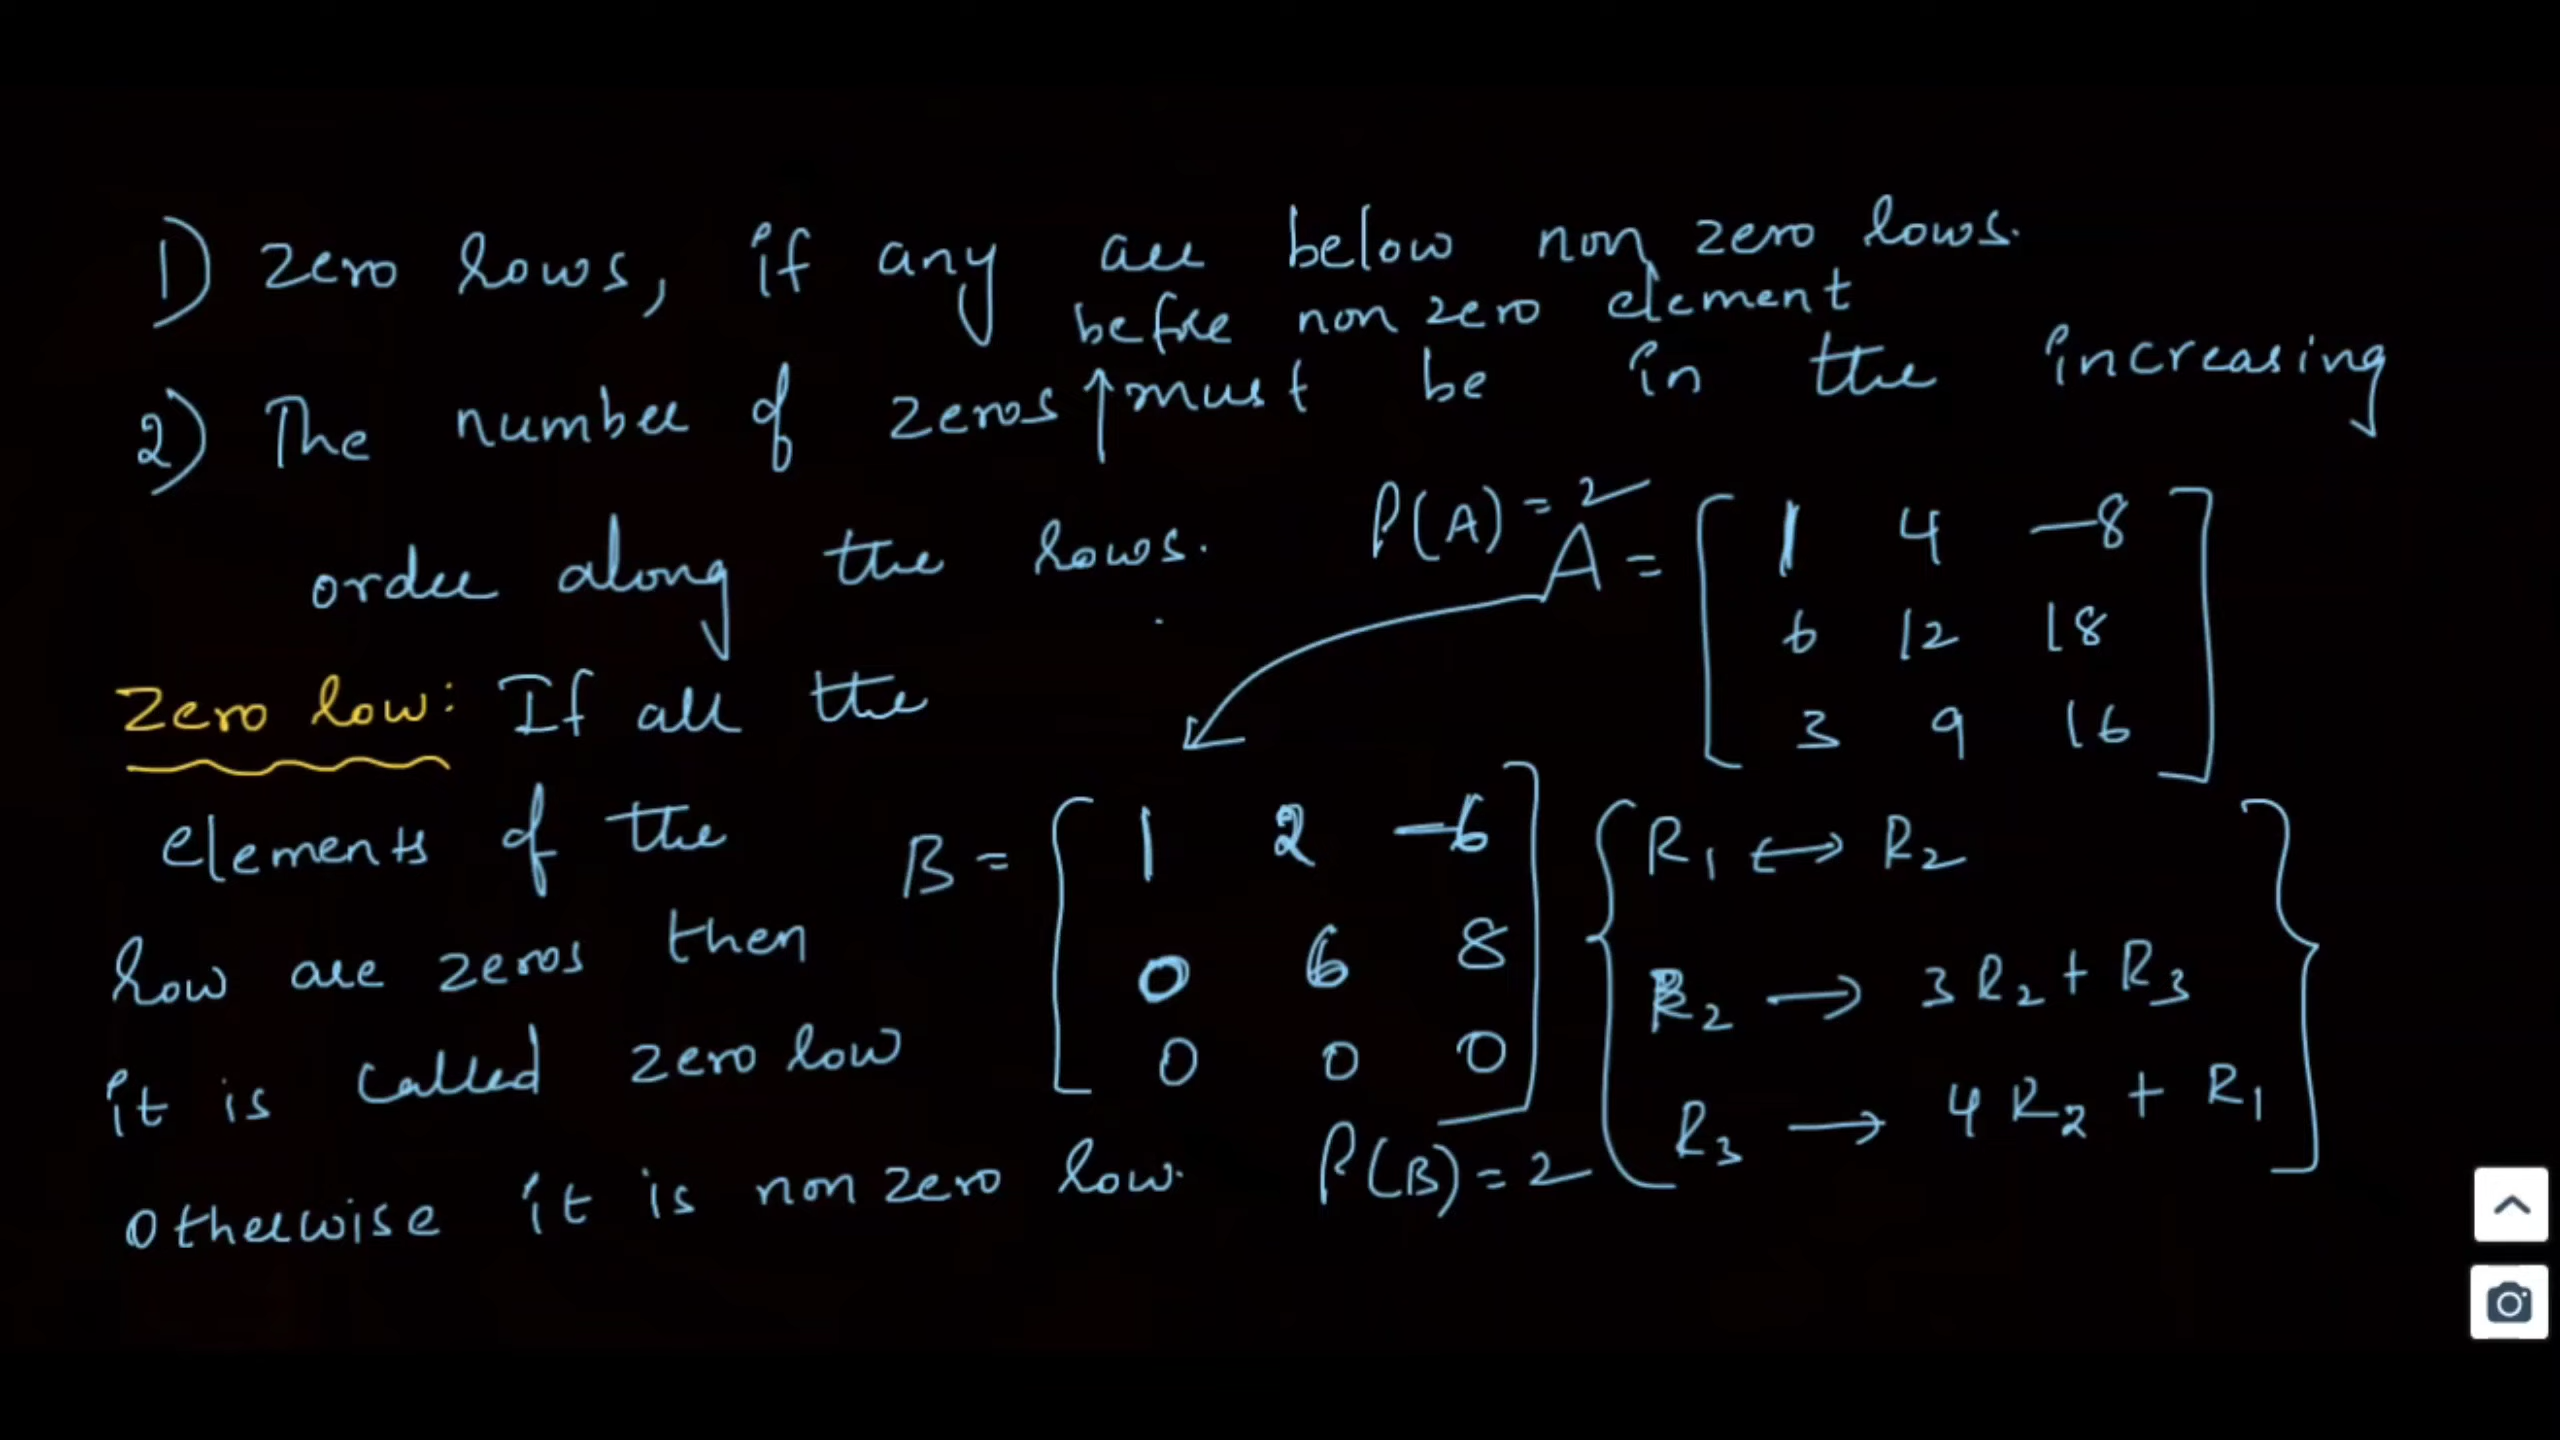 1) Zero rows, if any are below non zero rows.
before non zero element
2) The number of zeros ↑ must be in the increasing
order along the rows.
P(A) = 2
A = [ 1 4 -8
6 12 18
3 9 16 ]
Zero row: If all the
elements of the
row are zeros then
it is called zero row
otherwise it is non zero row.
B = [ 1 2 -6
0 6 8
0 0 0 ]
P(B) = 2
{ R1 ↔ R2
R2 → 3R2 + R3
R3 → 4R2 + R1 }